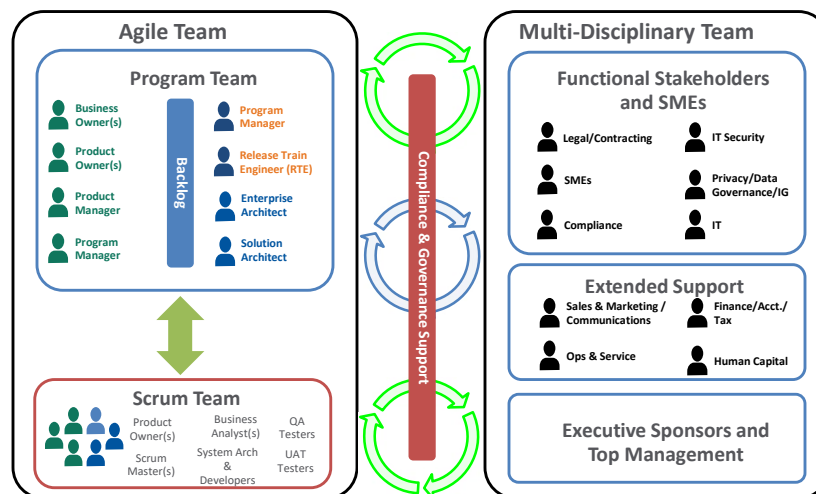 Agile Team
Program Team
Business
Owner(s)
Product
Owner(s)
Product
Manager
Program
Manager
Backlog
Program
Manager
Release Train
Engineer (RTE)
Enterprise
Architect
Solution
Architect
Scrum Team
Product
Owner(s)
Business
Analyst(s)
QA
Testers
Scrum
Master(s)
System Arch
&
Developers
UAT
Testers
Compliance & Governance Support
Multi-Disciplinary Team
Functional Stakeholders
and SMEs
Legal/Contracting
IT Security
SMEs
Privacy/Data
Governance/IG
Compliance
IT
Extended Support
Sales & Marketing /
Communications
Finance/Acct./
Tax
Ops & Service
Human Capital
Executive Sponsors and
Top Management